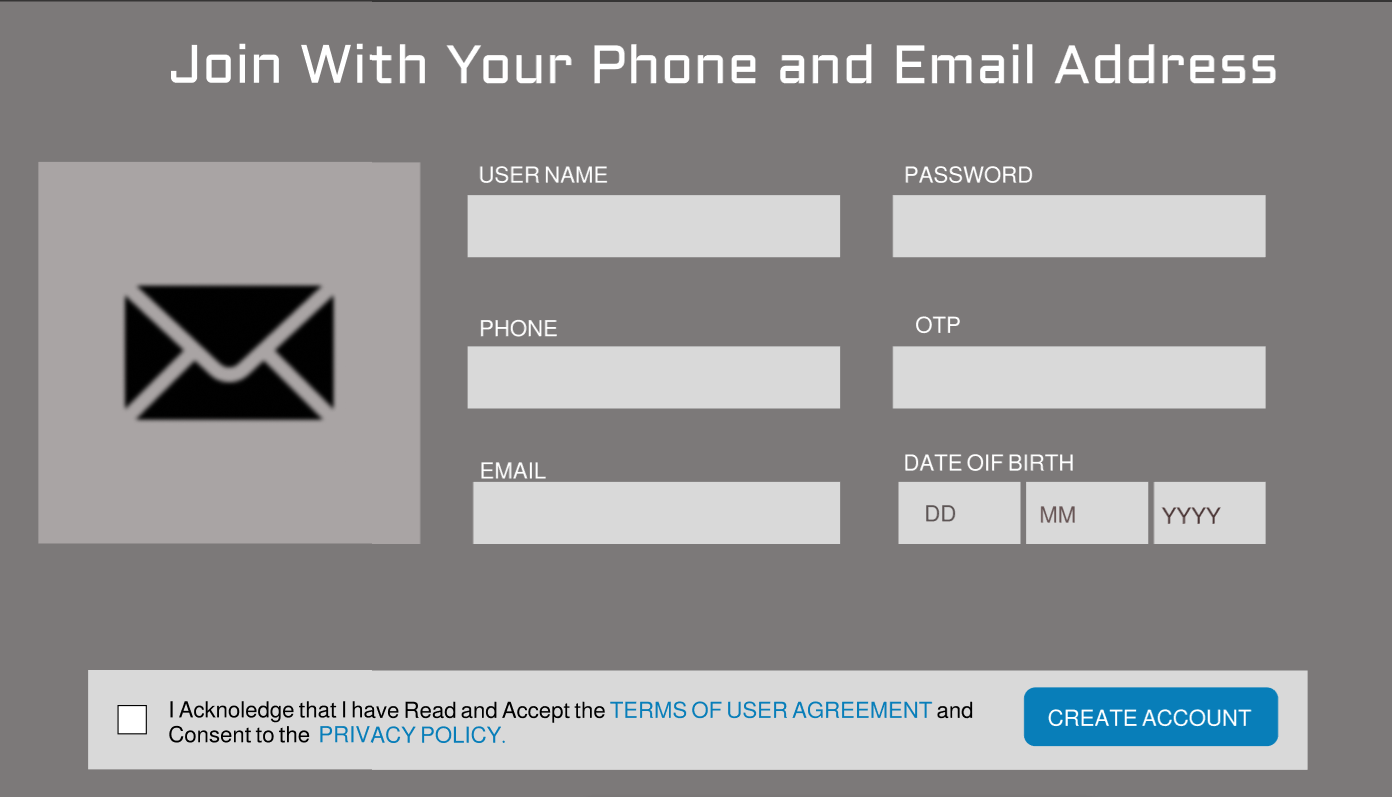 Join With Your Phone and Email Address
USER NAME
PASSWORD
PHONE
OTP
EMAIL
DATE OIF BIRTH
DD
MM
YYYY
I Acknoledge that I have Read and Accept the TERMS OF USER AGREEMENT and
Consent to the PRIVACY POLICY.
CREATE ACCOUNT